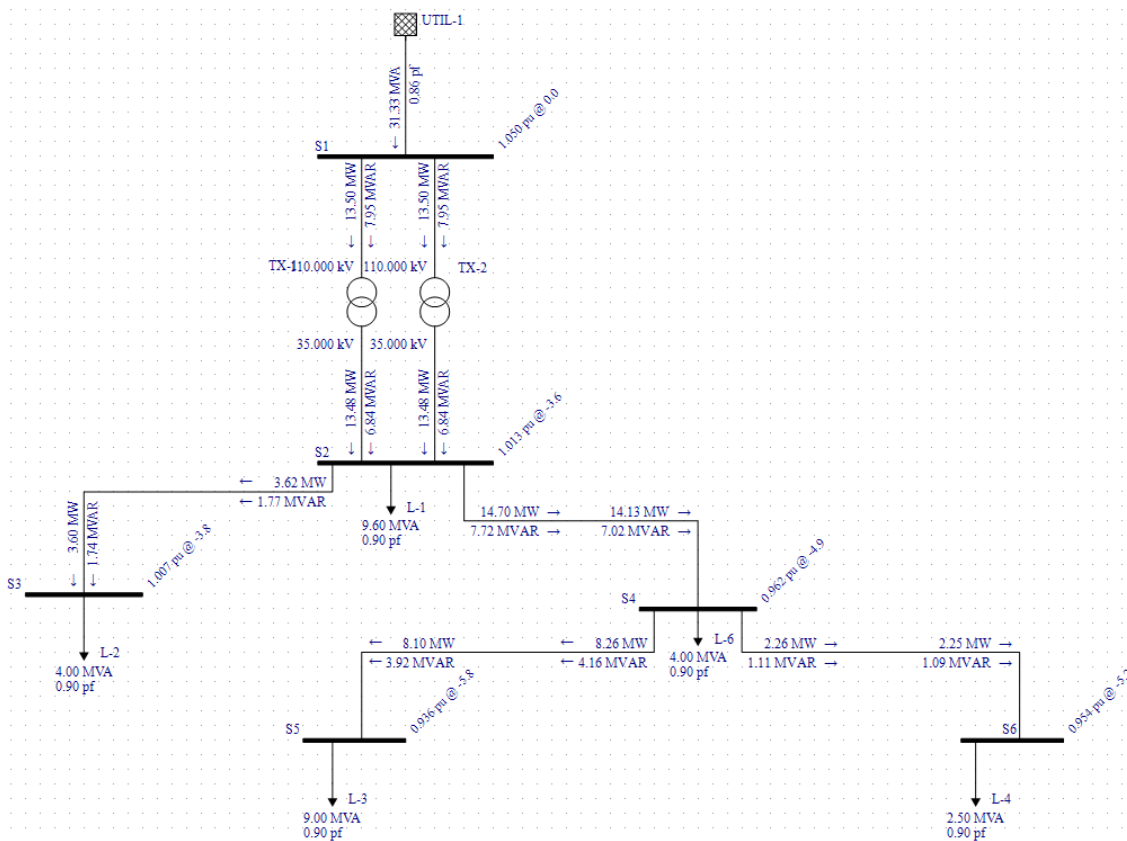 UTIL-1
← 31.33 MVA
0.86 pf
S1
1.050 pu @ 0.0
← 13.50 MW
← 7.95 MVAR
← 13.50 MW
← 7.95 MVAR
TX-1
110.000 kV
110.000 kV
TX-2
35.000 kV
35.000 kV
← 13.48 MW
← 6.84 MVAR
← 13.48 MW
← 6.84 MVAR
S2
1.013 pu @ -3.6
← 3.62 MW
← 1.77 MVAR
← 3.60 MW
← 1.74 MVAR
L-1
9.60 MVA
0.90 pf
14.70 MW →
7.72 MVAR →
14.13 MW →
7.02 MVAR →
S3
1.007 pu @ -3.8
L-2
4.00 MVA
0.90 pf
S4
0.962 pu @ -4.9
L-6
4.00 MVA
0.90 pf
← 8.10 MW
← 3.92 MVAR
← 8.26 MW
← 4.16 MVAR
2.26 MW →
1.11 MVAR →
2.25 MW →
1.09 MVAR →
S5
0.936 pu @ -5.8
L-3
9.00 MVA
0.90 pf
S6
0.954 pu @ -5.2
L-4
2.50 MVA
0.90 pf